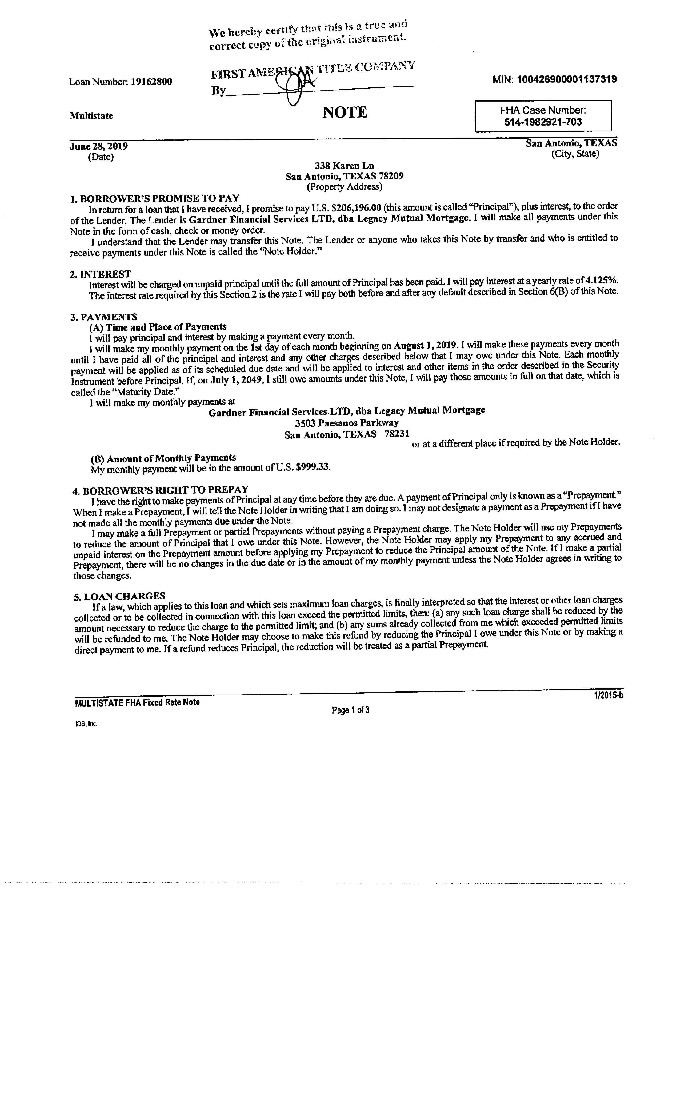 We hereby certify that this is a true and
correct copy of the original instrument.
FIRST AMERICAN TITLE COMPANY
By
Loan Number: 19162800
MIN: 100426900001137319
Multistate
NOTE
FHA Case Number:
514-1982921-703
June 28, 2019
(Date)
San Antonio, TEXAS
(City, State)
338 Karen Ln
San Antonio, TEXAS 78209
(Property Address)
1. BORROWER'S PROMISE TO PAY
In return for a loan that I have received, I promise to pay U.S. $206,196.00 (this amount is called "Principal"), plus interest, to the order
of the Lender. The Lender is Gardner Financial Services LTD, dba Legacy Mutual Mortgage. I will make all payments under this
Note in the form of cash, check or money order.
I understand that the Lender may transfer this Note. The Lender or anyone who takes this Note by transfer and who is entitled to
receive payments under this Note is called the "Note Holder."
2. INTEREST
Interest will be charged on unpaid principal until the full amount of Principal has been paid. I will pay interest at a yearly rate of 4.125%.
The interest rate required by this Section 2 is the rate I will pay both before and after any default described in Section 6(B) of this Note.
3. PAYMENTS
(A) Time and Place of Payments
I will pay principal and interest by making a payment every month.
I will make my monthly payment on the 1st day of each month beginning on August 1, 2019. I will make these payments every month
until I have paid all of the principal and interest and any other charges described below that I may owe under this Note. Each monthly
payment will be applied as of its scheduled due date and will be applied to interest and other items in the order described in the Security
Instrument before Principal. If, on July 1, 2049, I still owe amounts under this Note, I will pay those amounts in full on that date, which is
called the "Maturity Date."
I will make my monthly payments at
Gardner Financial Services.LTD, dba Legacy Mutual Mortgage
3503 Paesanos Parkway
San Antonio, TEXAS 78231
or at a different place if required by the Note Holder.
(B) Amount of Monthly Payments
My monthly payment will be in the amount of U.S. $999.33.
4. BORROWER'S RIGHT TO PREPAY
I have the right to make payments of Principal at any time before they are due. A payment of Principal only is known as a "Prepayment."
When I make a Prepayment, I will tell the Note Holder in writing that I am doing so. I may not designate a payment as a Prepayment if I have
not made all the monthly payments due under the Note.
I may make a full Prepayment or partial Prepayments without paying a Prepayment charge. The Note Holder will use my Prepayments
to reduce the amount of Principal that I owe under this Note. However, the Note Holder may apply my Prepayment to any accrued and
unpaid interest on the Prepayment amount before applying my Prepayment to reduce the Principal amount of the Note. If I make a partial
Prepayment, there will be no changes in the due date or in the amount of my monthly payment unless the Note Holder agrees in writing to
those changes.
5. LOAN CHARGES
If a law, which applies to this loan and which sets maximum loan charges, is finally interpreted so that the interest or other loan charges
collected or to be collected in connection with this loan exceed the permitted limits, then: (a) any such loan charge shall be reduced by the
amount necessary to reduce the charge to the permitted limit; and (b) any sums already collected from me which exceeded permitted limits
will be refunded to me. The Note Holder may choose to make this refund by reducing the Principal I owe under this Note or by making a
direct payment to me. If a refund reduces Principal, the reduction will be treated as a partial Prepayment.
MULTISTATE FHA Fixed Rate Note
1/2015-b
Page 1 of 3
IDS, Inc.